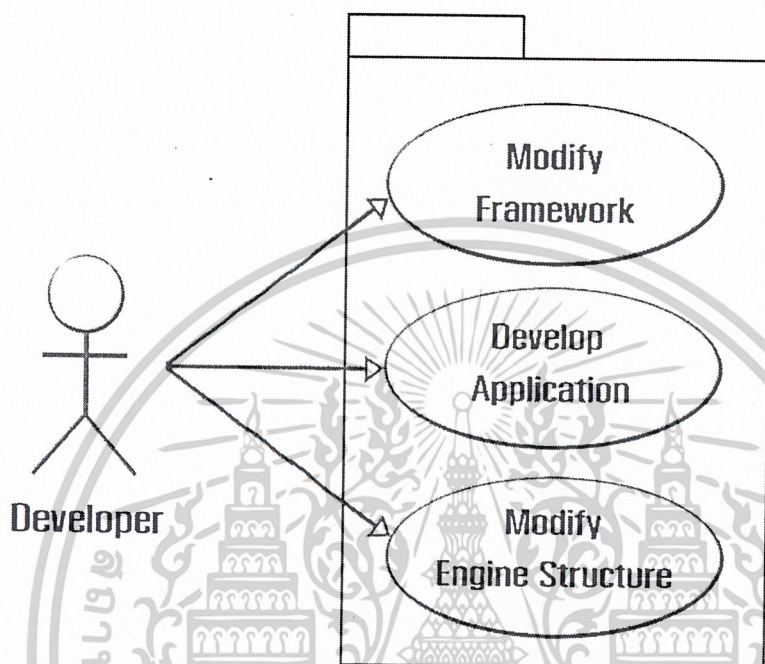 Modify
Framework
Develop
Application
Modify
Engine Structure
Developer